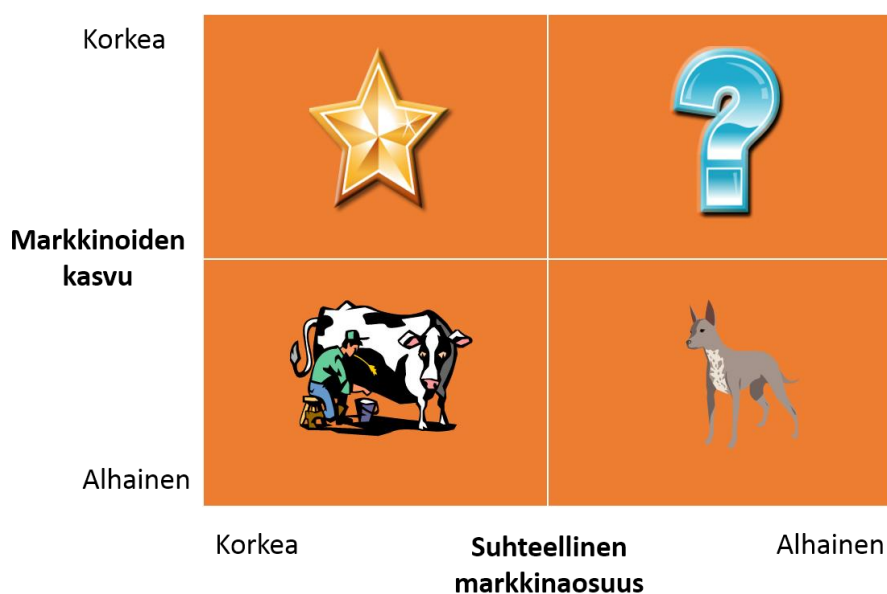 Korkea
Markkinoiden
kasvu
Alhainen
Korkea
Suhteellinen
markkinaosuus
Alhainen